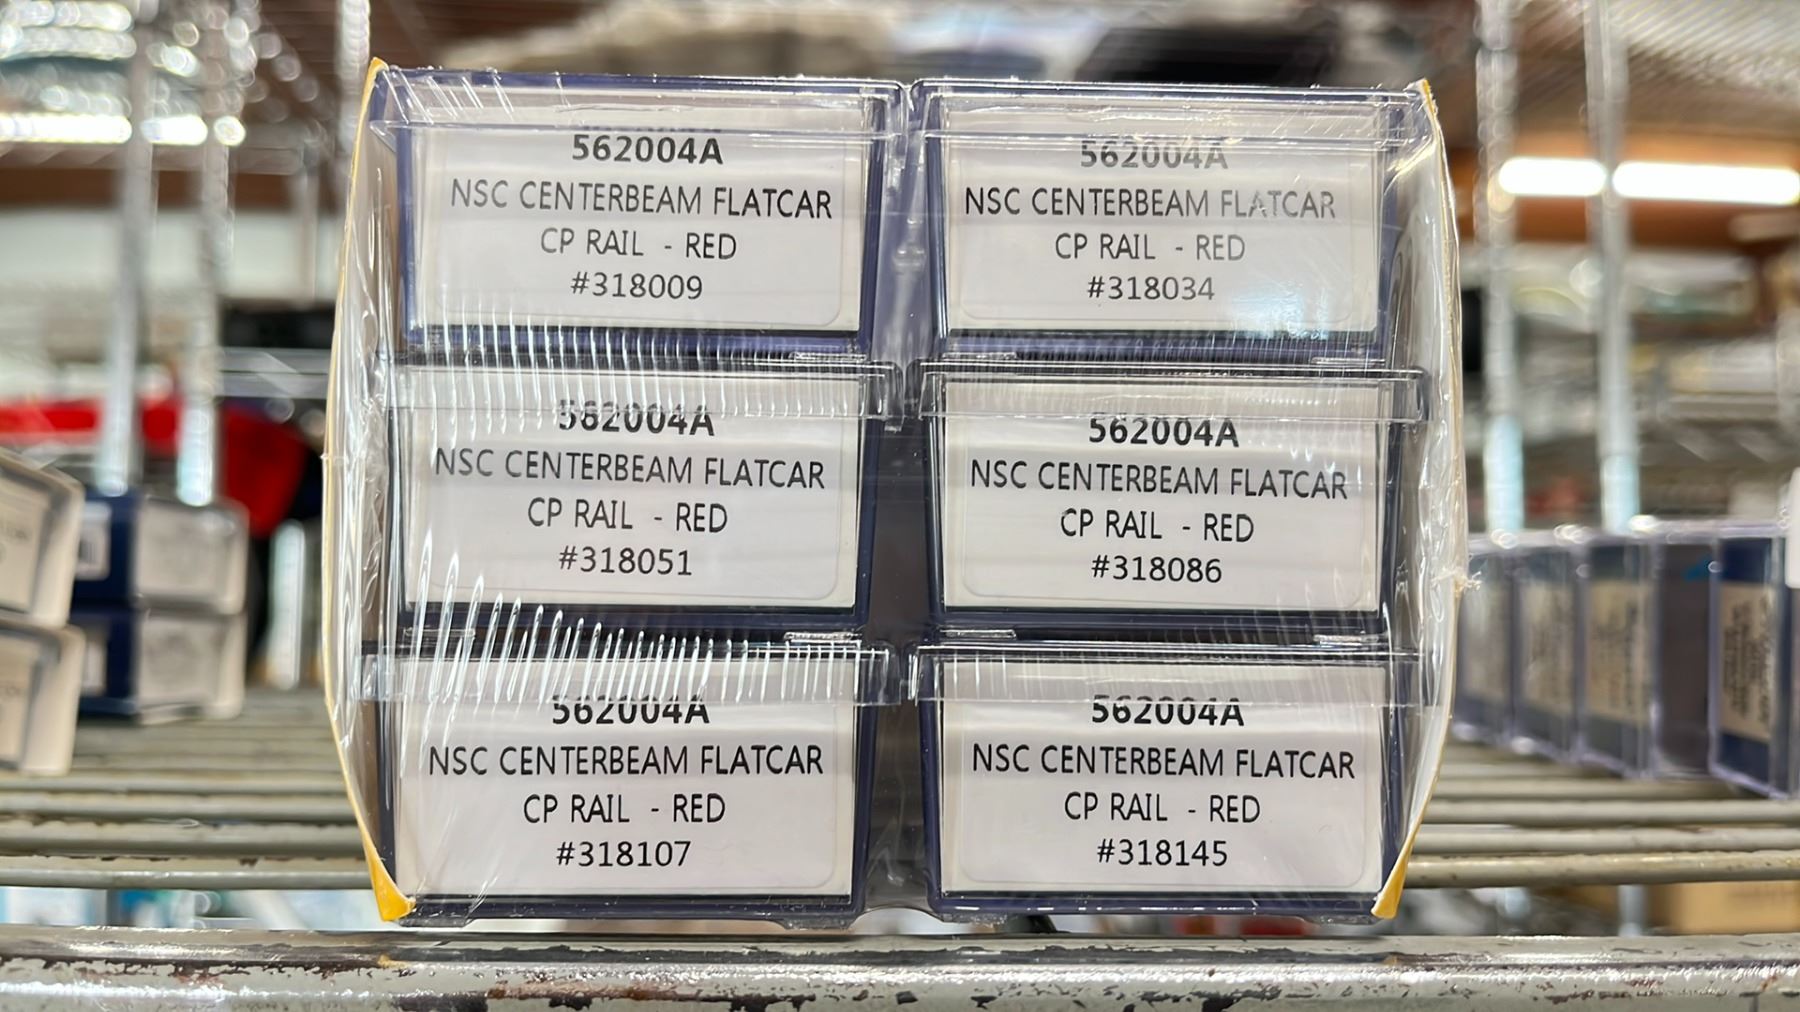 562004A
NSC CENTERBEAM FLATCAR
CP RAIL - RED
#318009
562004A
NSC CENTERBEAM FLATCAR
CP RAIL - RED
#318034
562004A
NSC CENTERBEAM FLATCAR
CP RAIL - RED
#318051
562004A
NSC CENTERBEAM FLATCAR
CP RAIL - RED
#318086
562004A
NSC CENTERBEAM FLATCAR
CP RAIL - RED
#318107
562004A
NSC CENTERBEAM FLATCAR
CP RAIL - RED
#318145